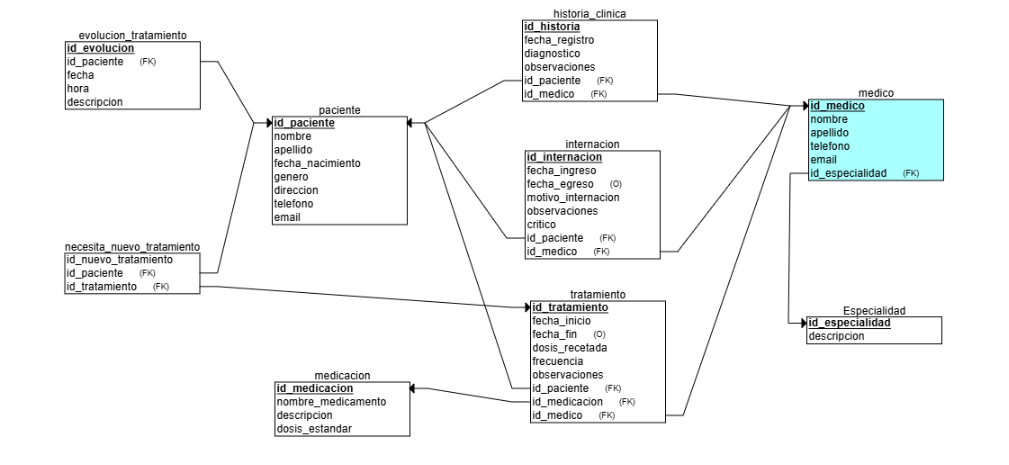 historia_clinica
id_historia
fecha_registro
diagnostico
observaciones
id_paciente (FK)
id_medico (FK)
evolucion_tratamiento
id_evolucion
id_paciente (FK)
fecha
hora
descripcion
paciente
id_paciente
nombre
apellido
fecha_nacimiento
genero
direccion
telefono
email
medico
id_medico
nombre
apellido
telefono
email
id_especialidad (FK)
internacion
id_internacion
fecha_ingreso
fecha_egreso (O)
motivo_internacion
observaciones
critico
id_paciente (FK)
id_medico (FK)
necesita_nuevo_tratamiento
id_nuevo_tratamiento
id_paciente (FK)
id_tratamiento (FK)
tratamiento
id_tratamiento
fecha_inicio
fecha_fin (O)
dosis_recetada
frecuencia
observaciones
id_paciente (FK)
id_medicacion (FK)
id_medico (FK)
Especialidad
id_especialidad
descripcion
medicacion
id_medicacion
nombre_medicamento
descripcion
dosis_estandar